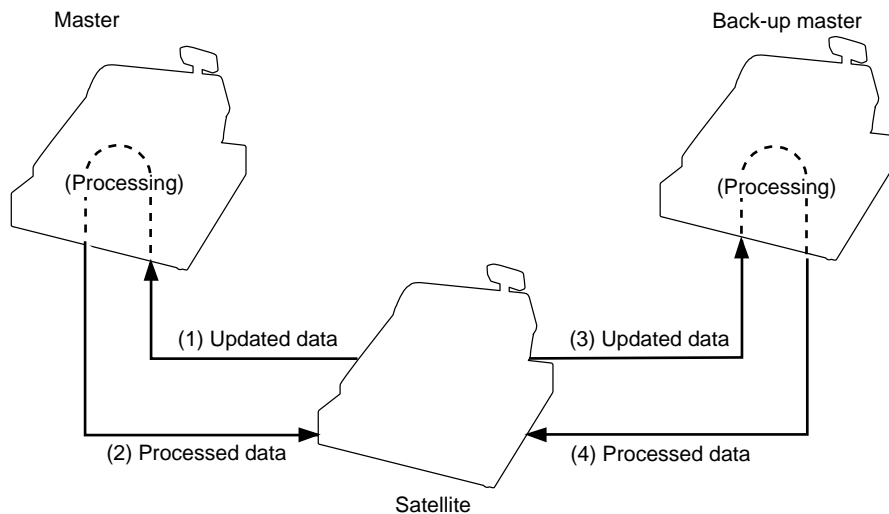 Master
Back-up master
(Processing)
(Processing)
(1) Updated data
(3) Updated data
(2) Processed data
(4) Processed data
Satellite